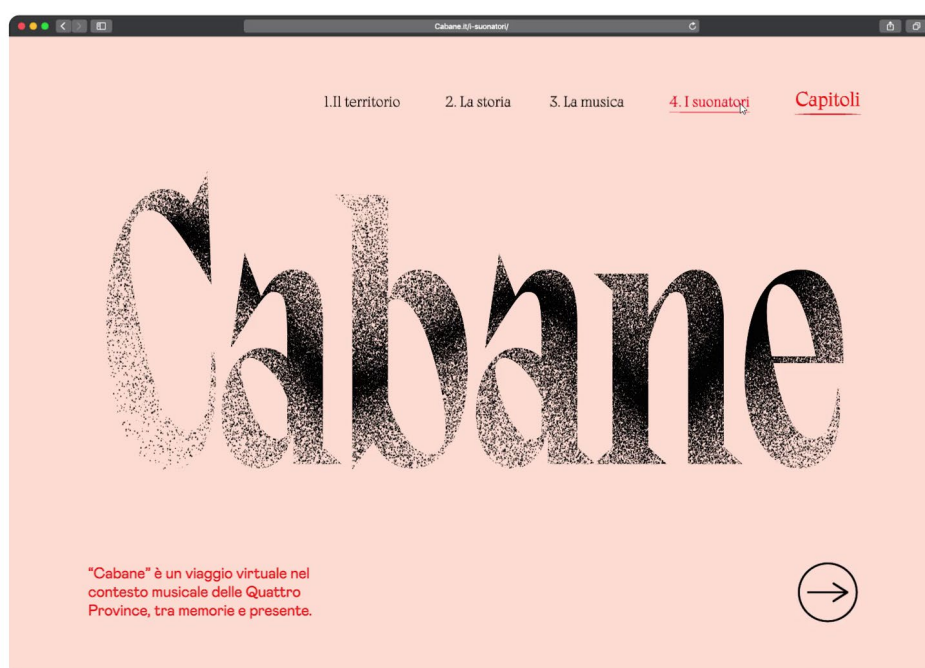 Cabane.it/i-suonatori/
1.Il territorio
2. La storia
3. La musica
4. I suonatori
Capitoli
Cabane
“Cabane” è un viaggio virtuale nel
contesto musicale delle Quattro
Province, tra memorie e presente.